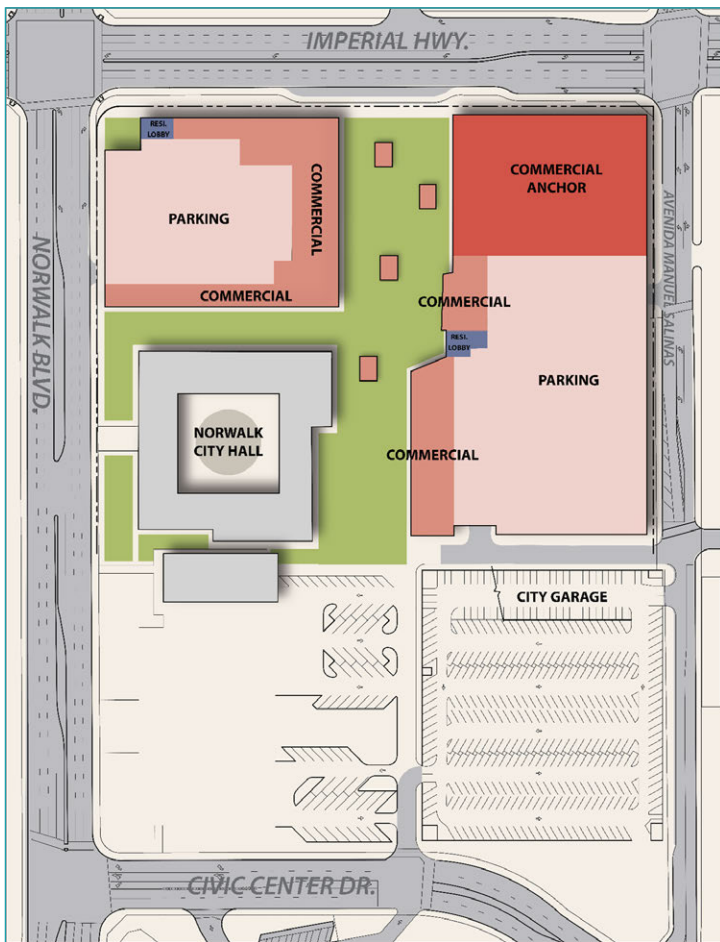 IMPERIAL HWY.
RESI.
LOBBY
COMMERCIAL
ANCHOR
PARKING
COMMERCIAL
AVENIDA MANUEL SALINAS
NORWALK BLVD.
COMMERCIAL
COMMERCIAL
RESI.
LOBBY
PARKING
NORWALK
CITY HALL
COMMERCIAL
CITY GARAGE
CIVIC CENTER DR.